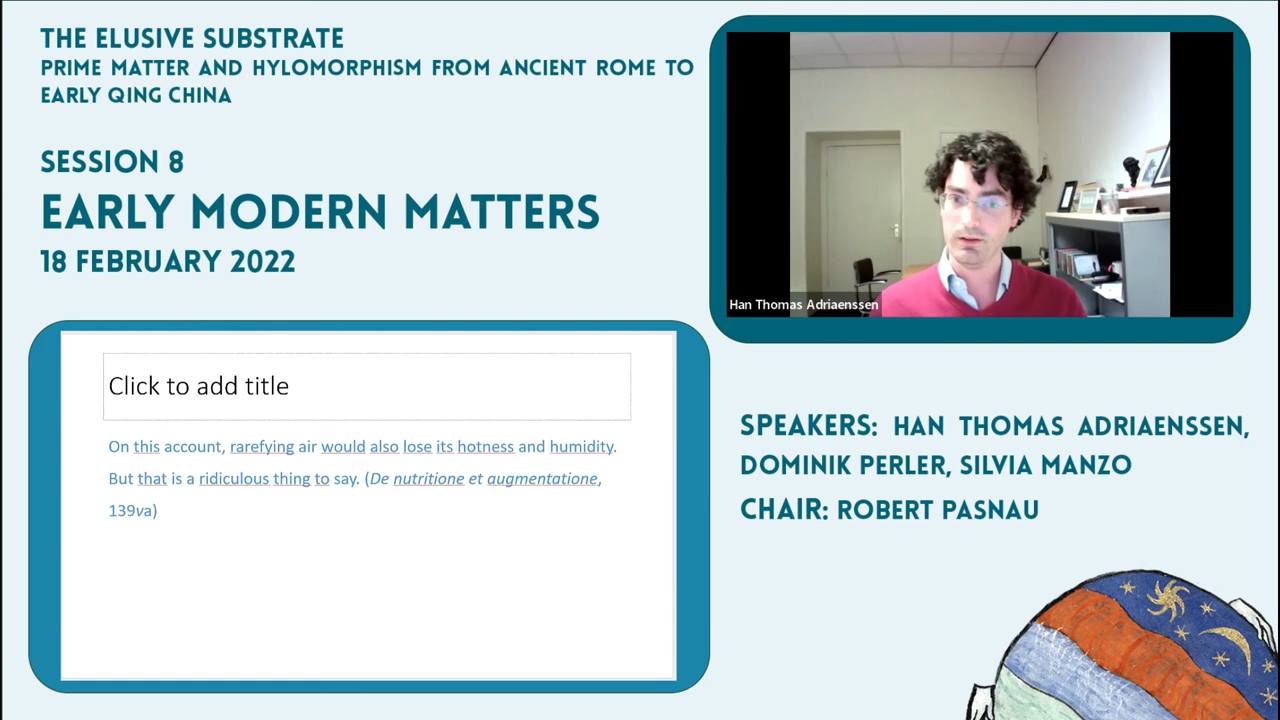 THE ELUSIVE SUBSTRATE
PRIME MATTER AND HYLOMORPHISM FROM ANCIENT ROME TO
EARLY QING CHINA
SESSION 8
EARLY MODERN MATTERS
18 FEBRUARY 2022
Han Thomas Adriaenssen
Click to add title
On this account, rarefying air would also lose its hotness and humidity.
But that is a ridiculous thing to say. (De nutritione et augmentatione,
139va)
SPEAKERS: HAN THOMAS ADRIAENSSEN,
DOMINIK PERLER, SILVIA MANZO
CHAIR: ROBERT PASNAU